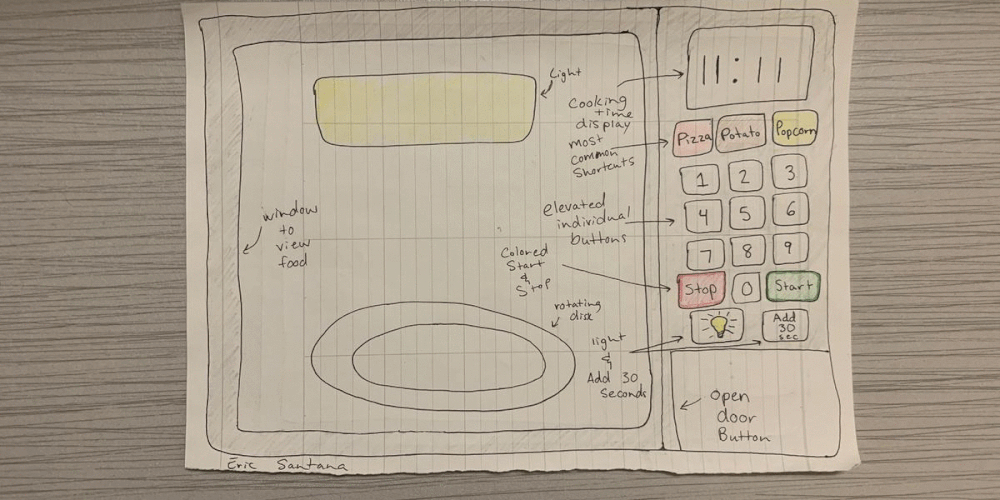 Light
11:11
Cooking
time
display
most
common
Shortcuts
Pizza Potato Popcorn
1 2 3
elevated
individual
buttons
4 5 6
7 8 9
window
to
view
food
Colored
Start
&
Stop
Stop 0 Start
rotating
disk
light
&
Add 30
Seconds
Add
30
sec
open
door
Button
Eric Santana